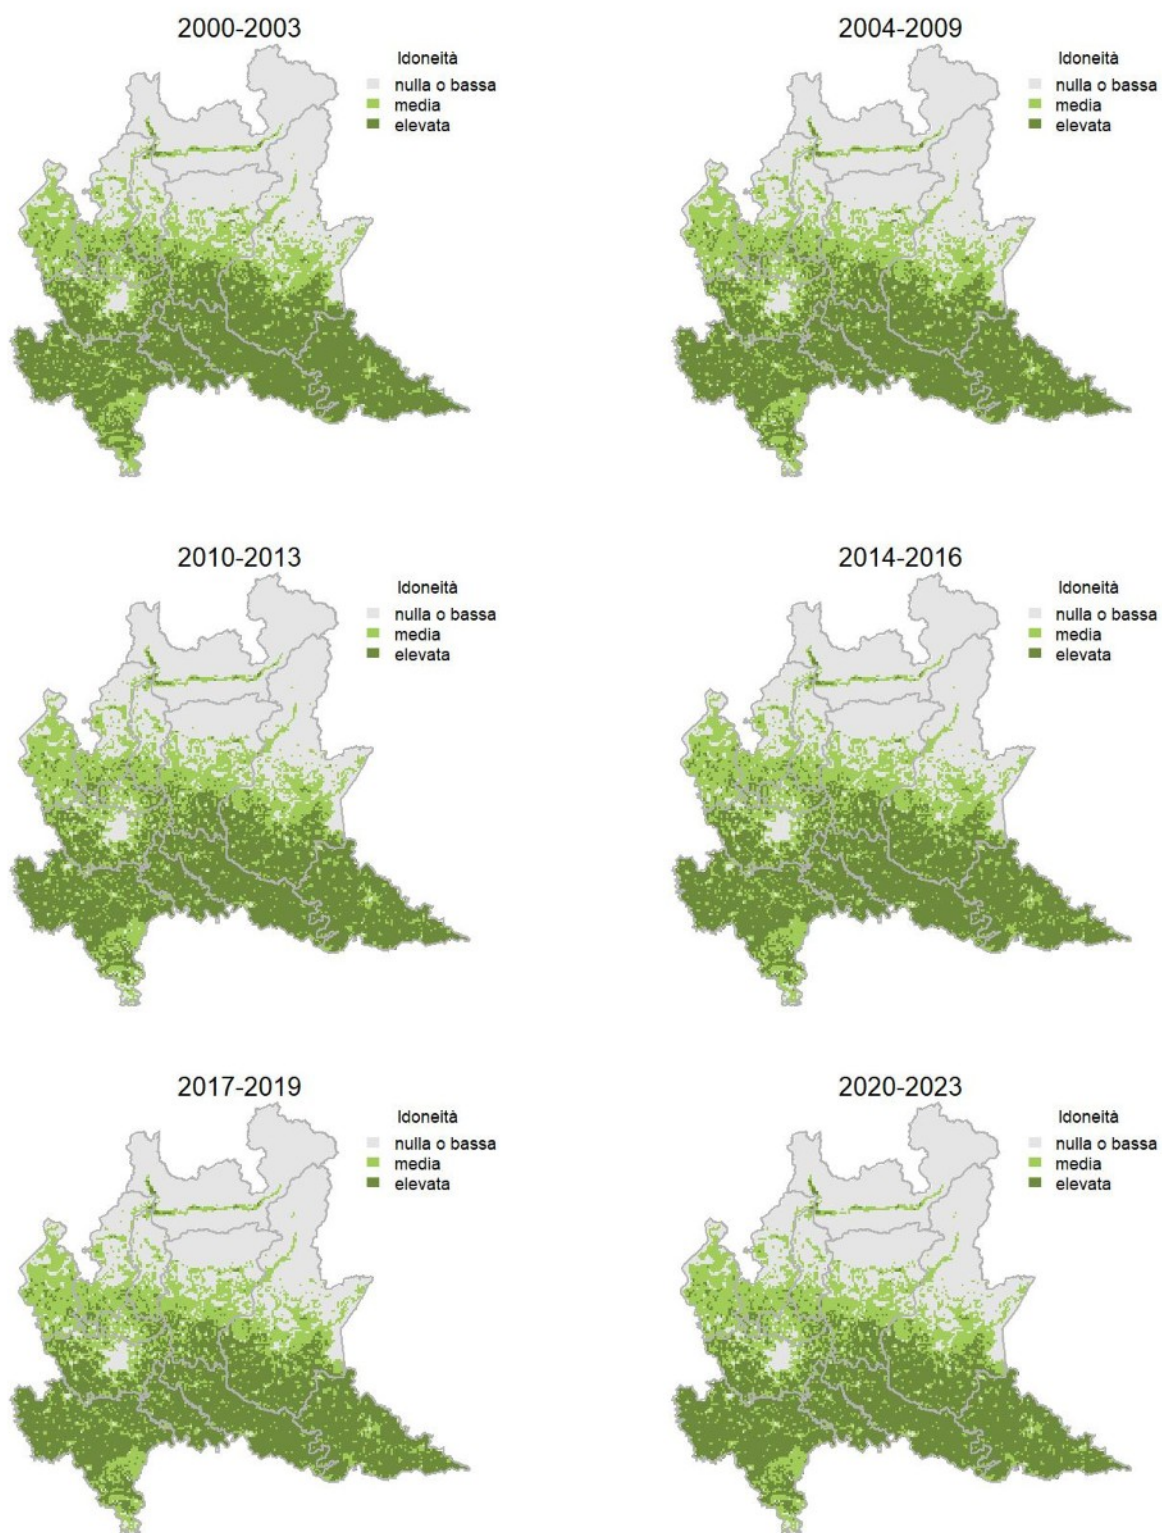 2000-2003
Idoneità
nulla o bassa
media
elevata
2004-2009
Idoneità
nulla o bassa
media
elevata
2010-2013
Idoneità
nulla o bassa
media
elevata
2014-2016
Idoneità
nulla o bassa
media
elevata
2017-2019
Idoneità
nulla o bassa
media
elevata
2020-2023
Idoneità
nulla o bassa
media
elevata